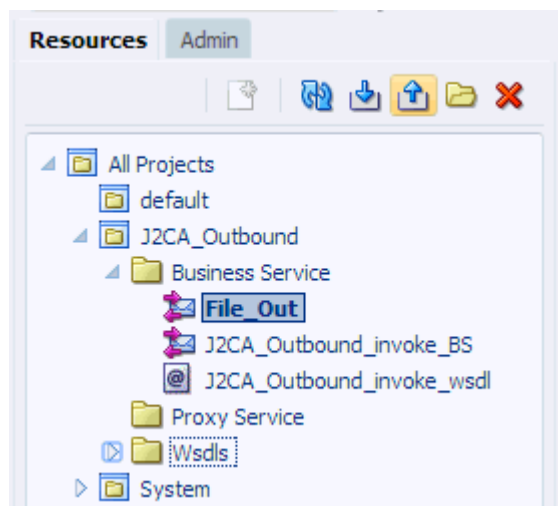 Resources Admin
All Projects
default
J2CA_Outbound
Business Service
File_Out
J2CA_Outbound_invoke_BS
J2CA_Outbound_invoke_wsdl
Proxy Service
Wsdls
System